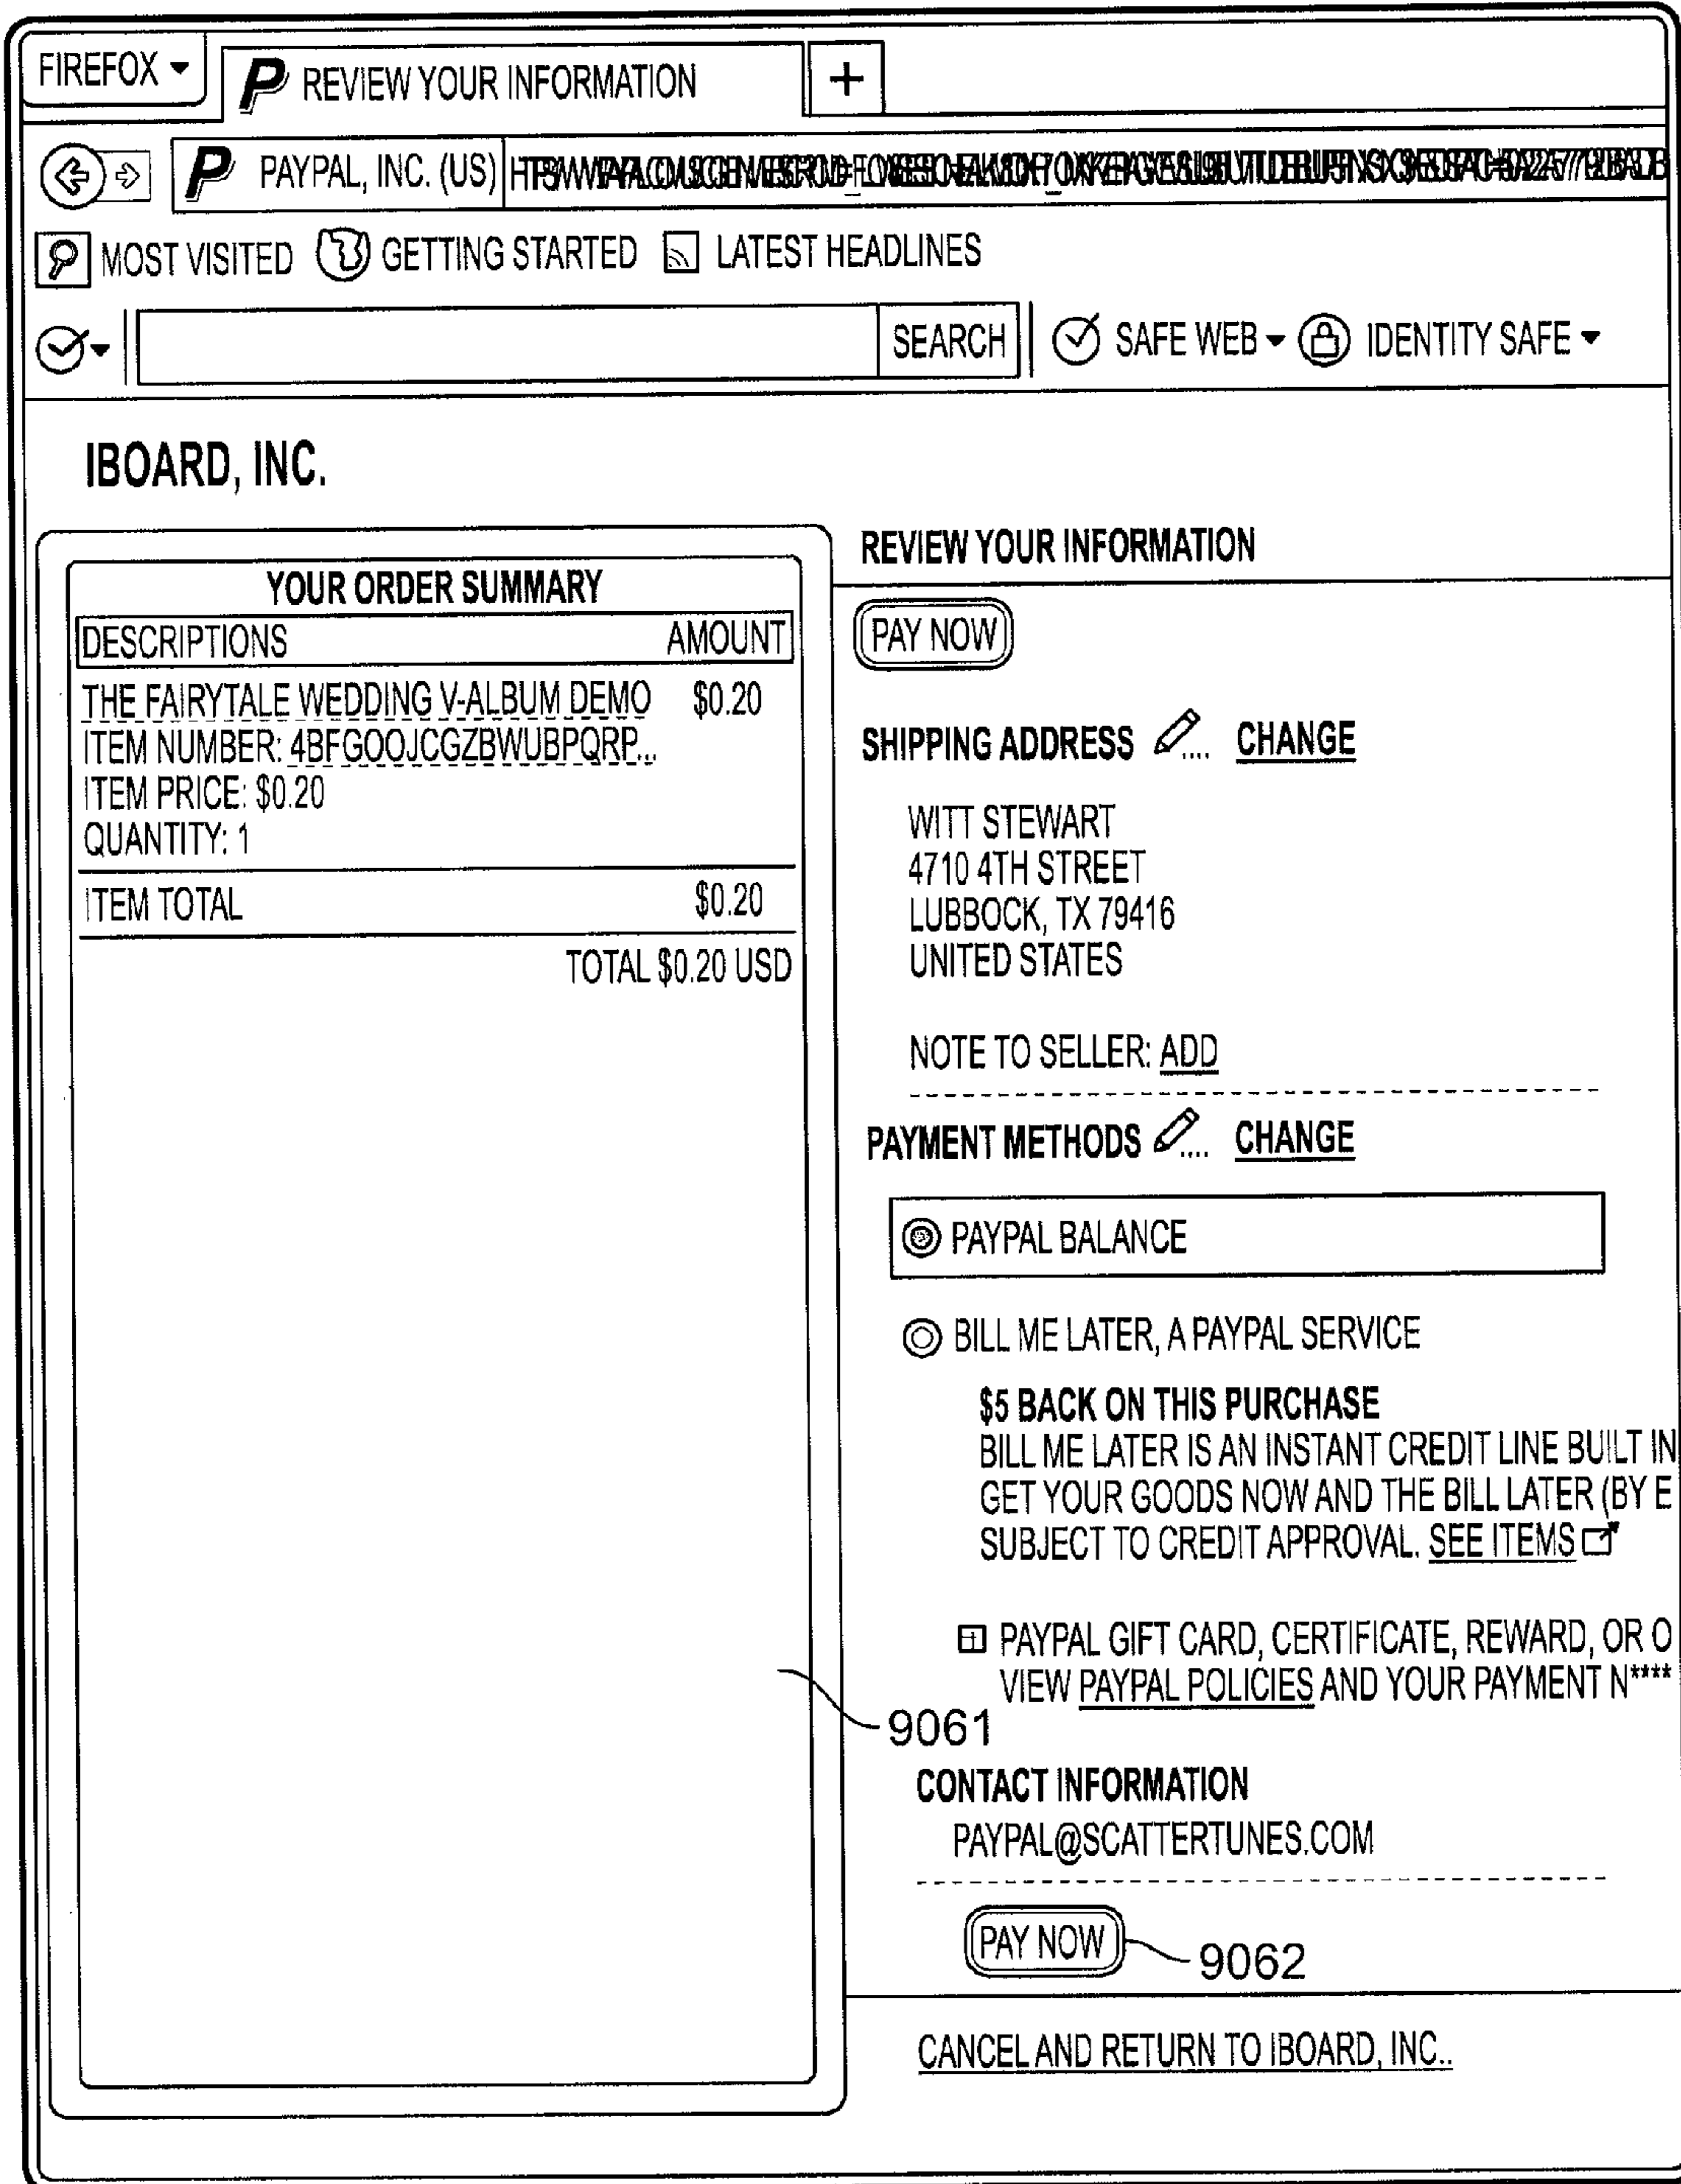 FIREFOX
P REVIEW YOUR INFORMATION
+
P PAYPAL, INC. (US)
MOST VISITED GETTING STARTED LATEST HEADLINES
SEARCH SAFE WEB IDENTITY SAFE
IBOARD, INC.
YOUR ORDER SUMMARY
DESCRIPTIONS AMOUNT
THE FAIRYTALE WEDDING V-ALBUM DEMO $0.20
ITEM NUMBER: 4BFGOOJCGZBWUBPQRP...
ITEM PRICE: $0.20
QUANTITY: 1
ITEM TOTAL $0.20
TOTAL $0.20 USD
9061
REVIEW YOUR INFORMATION
PAY NOW
SHIPPING ADDRESS .... CHANGE
WITT STEWART
4710 4TH STREET
LUBBOCK, TX 79416
UNITED STATES
NOTE TO SELLER: ADD
PAYMENT METHODS .... CHANGE
PAYPAL BALANCE
BILL ME LATER, A PAYPAL SERVICE
$5 BACK ON THIS PURCHASE
BILL ME LATER IS AN INSTANT CREDIT LINE BUILT IN
GET YOUR GOODS NOW AND THE BILL LATER (BY E
SUBJECT TO CREDIT APPROVAL. SEE ITEMS
PAYPAL GIFT CARD, CERTIFICATE, REWARD, OR O
VIEW PAYPAL POLICIES AND YOUR PAYMENT N****
CONTACT INFORMATION
PAYPAL@SCATTERTUNES.COM
PAY NOW
9062
CANCEL AND RETURN TO IBOARD, INC..